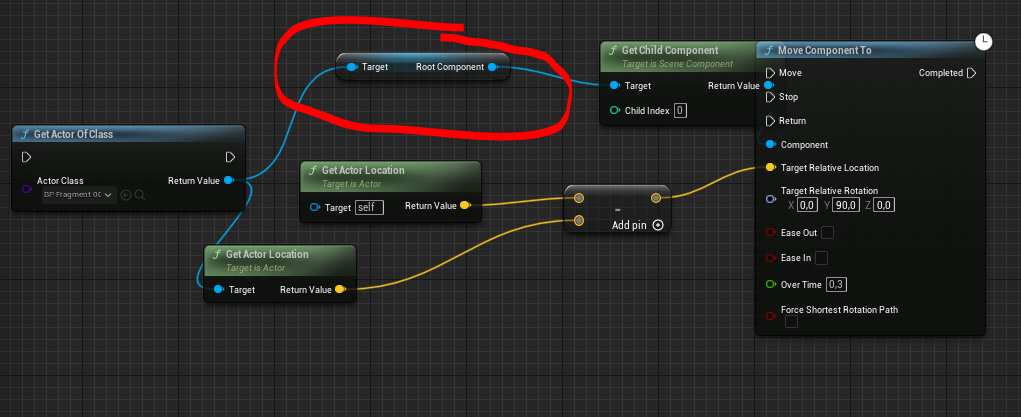 Target Root Component
Get Child Component
Target is Scene Component
Target Return Value
Child Index 0
Move Component To
Move Completed
Stop
Return
Component
Target Relative Location
Target Relative Rotation
X 0,0 Y 90,0 Z 0,0
Ease Out
Ease In
Over Time 0,3
Force Shortest Rotation Path
Get Actor Of Class
Actor Class Return Value
Get Actor Location
Target is Actor
Target self Return Value
-
Add pin
Get Actor Location
Target is Actor
Target Return Value